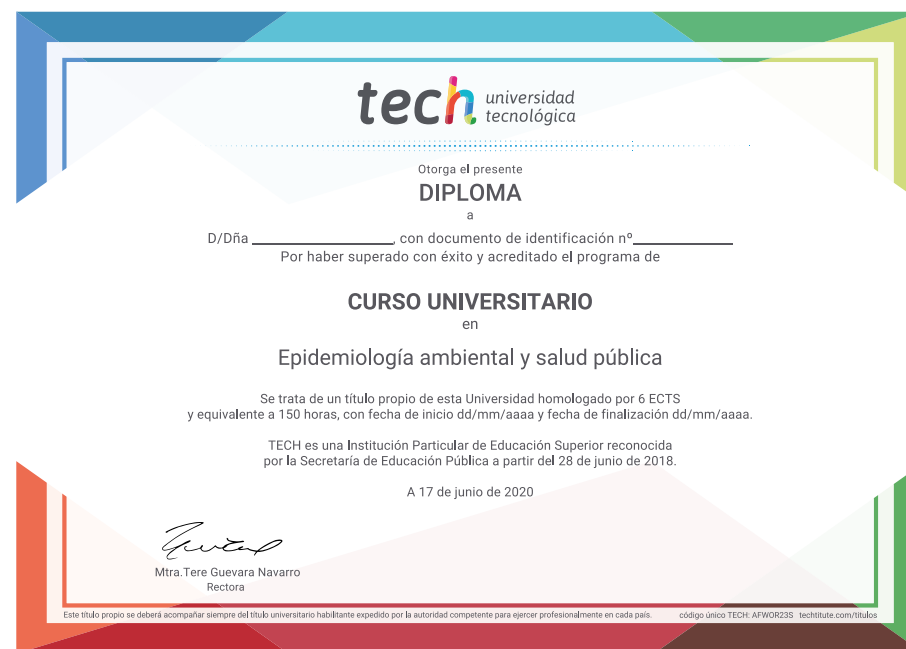 tech universidad
tecnológica
Otorga el presente
DIPLOMA
a
D/Dña ____________________, con documento de identificación nº______________
Por haber superado con éxito y acreditado el programa de
CURSO UNIVERSITARIO
en
Epidemiología ambiental y salud pública
Se trata de un título propio de esta Universidad homologado por 6 ECTS
y equivalente a 150 horas, con fecha de inicio dd/mm/aaaa y fecha de finalización dd/mm/aaaa.
TECH es una Institución Particular de Educación Superior reconocida
por la Secretaría de Educación Pública a partir del 28 de junio de 2018.
A 17 de junio de 2020
Mtra.Tere Guevara Navarro
Rectora
Este título propio se deberá acompañar siempre del título universitario habilitante expedido por la autoridad competente para ejercer profesionalmente en cada país. código único TECH: AFWOR23S techtitute.com/titulos